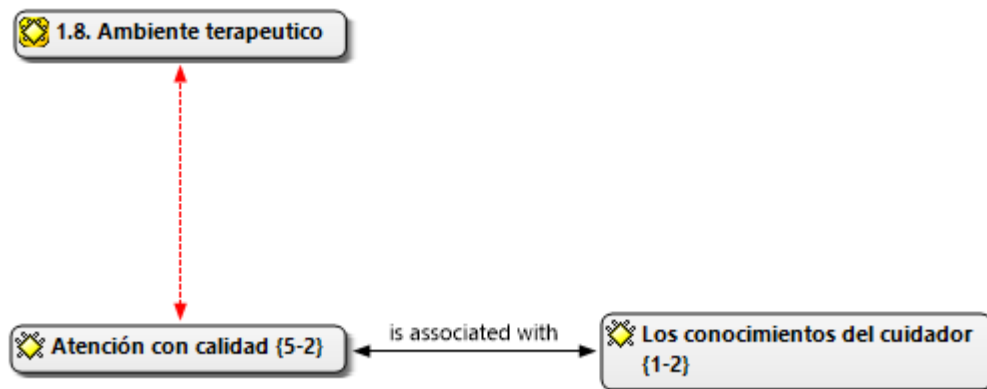 1.8. Ambiente terapeutico
Atención con calidad {5-2}
is associated with
Los conocimientos del cuidador
{1-2}